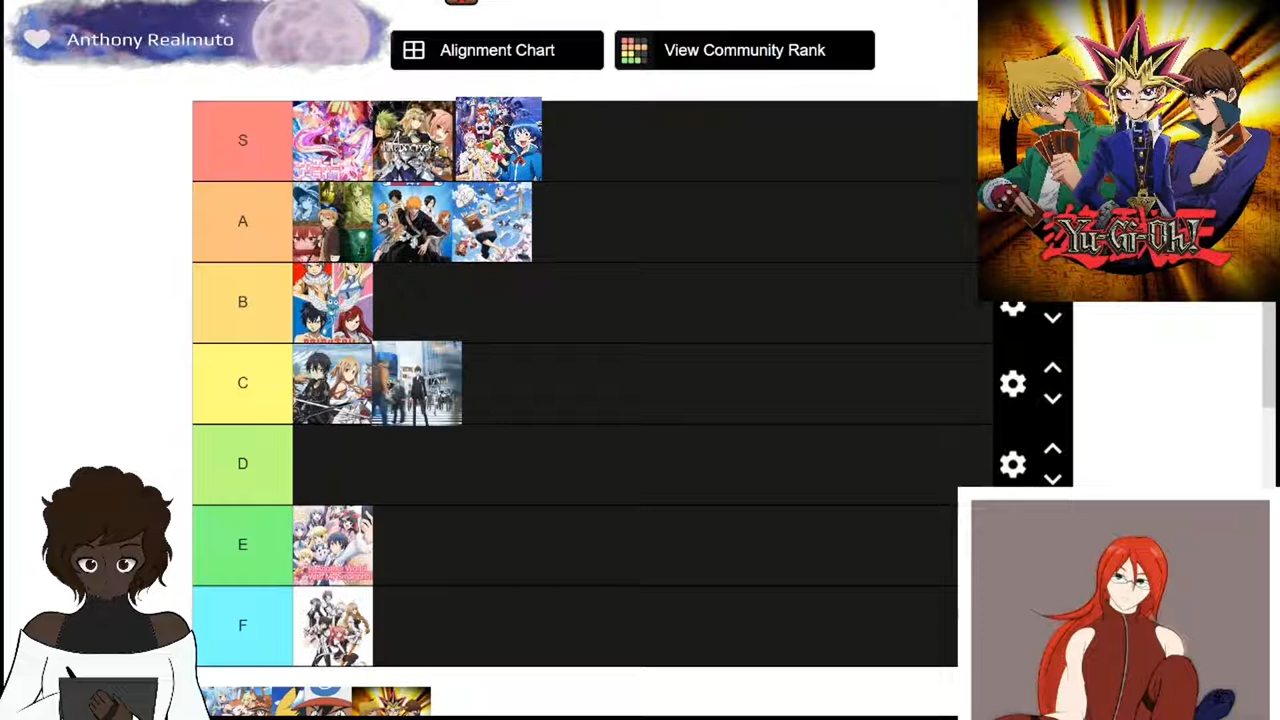 Anthony Realmuto
Alignment Chart
View Community Rank
S
A
B
C
D
E
F
Yu-Gi-Oh!